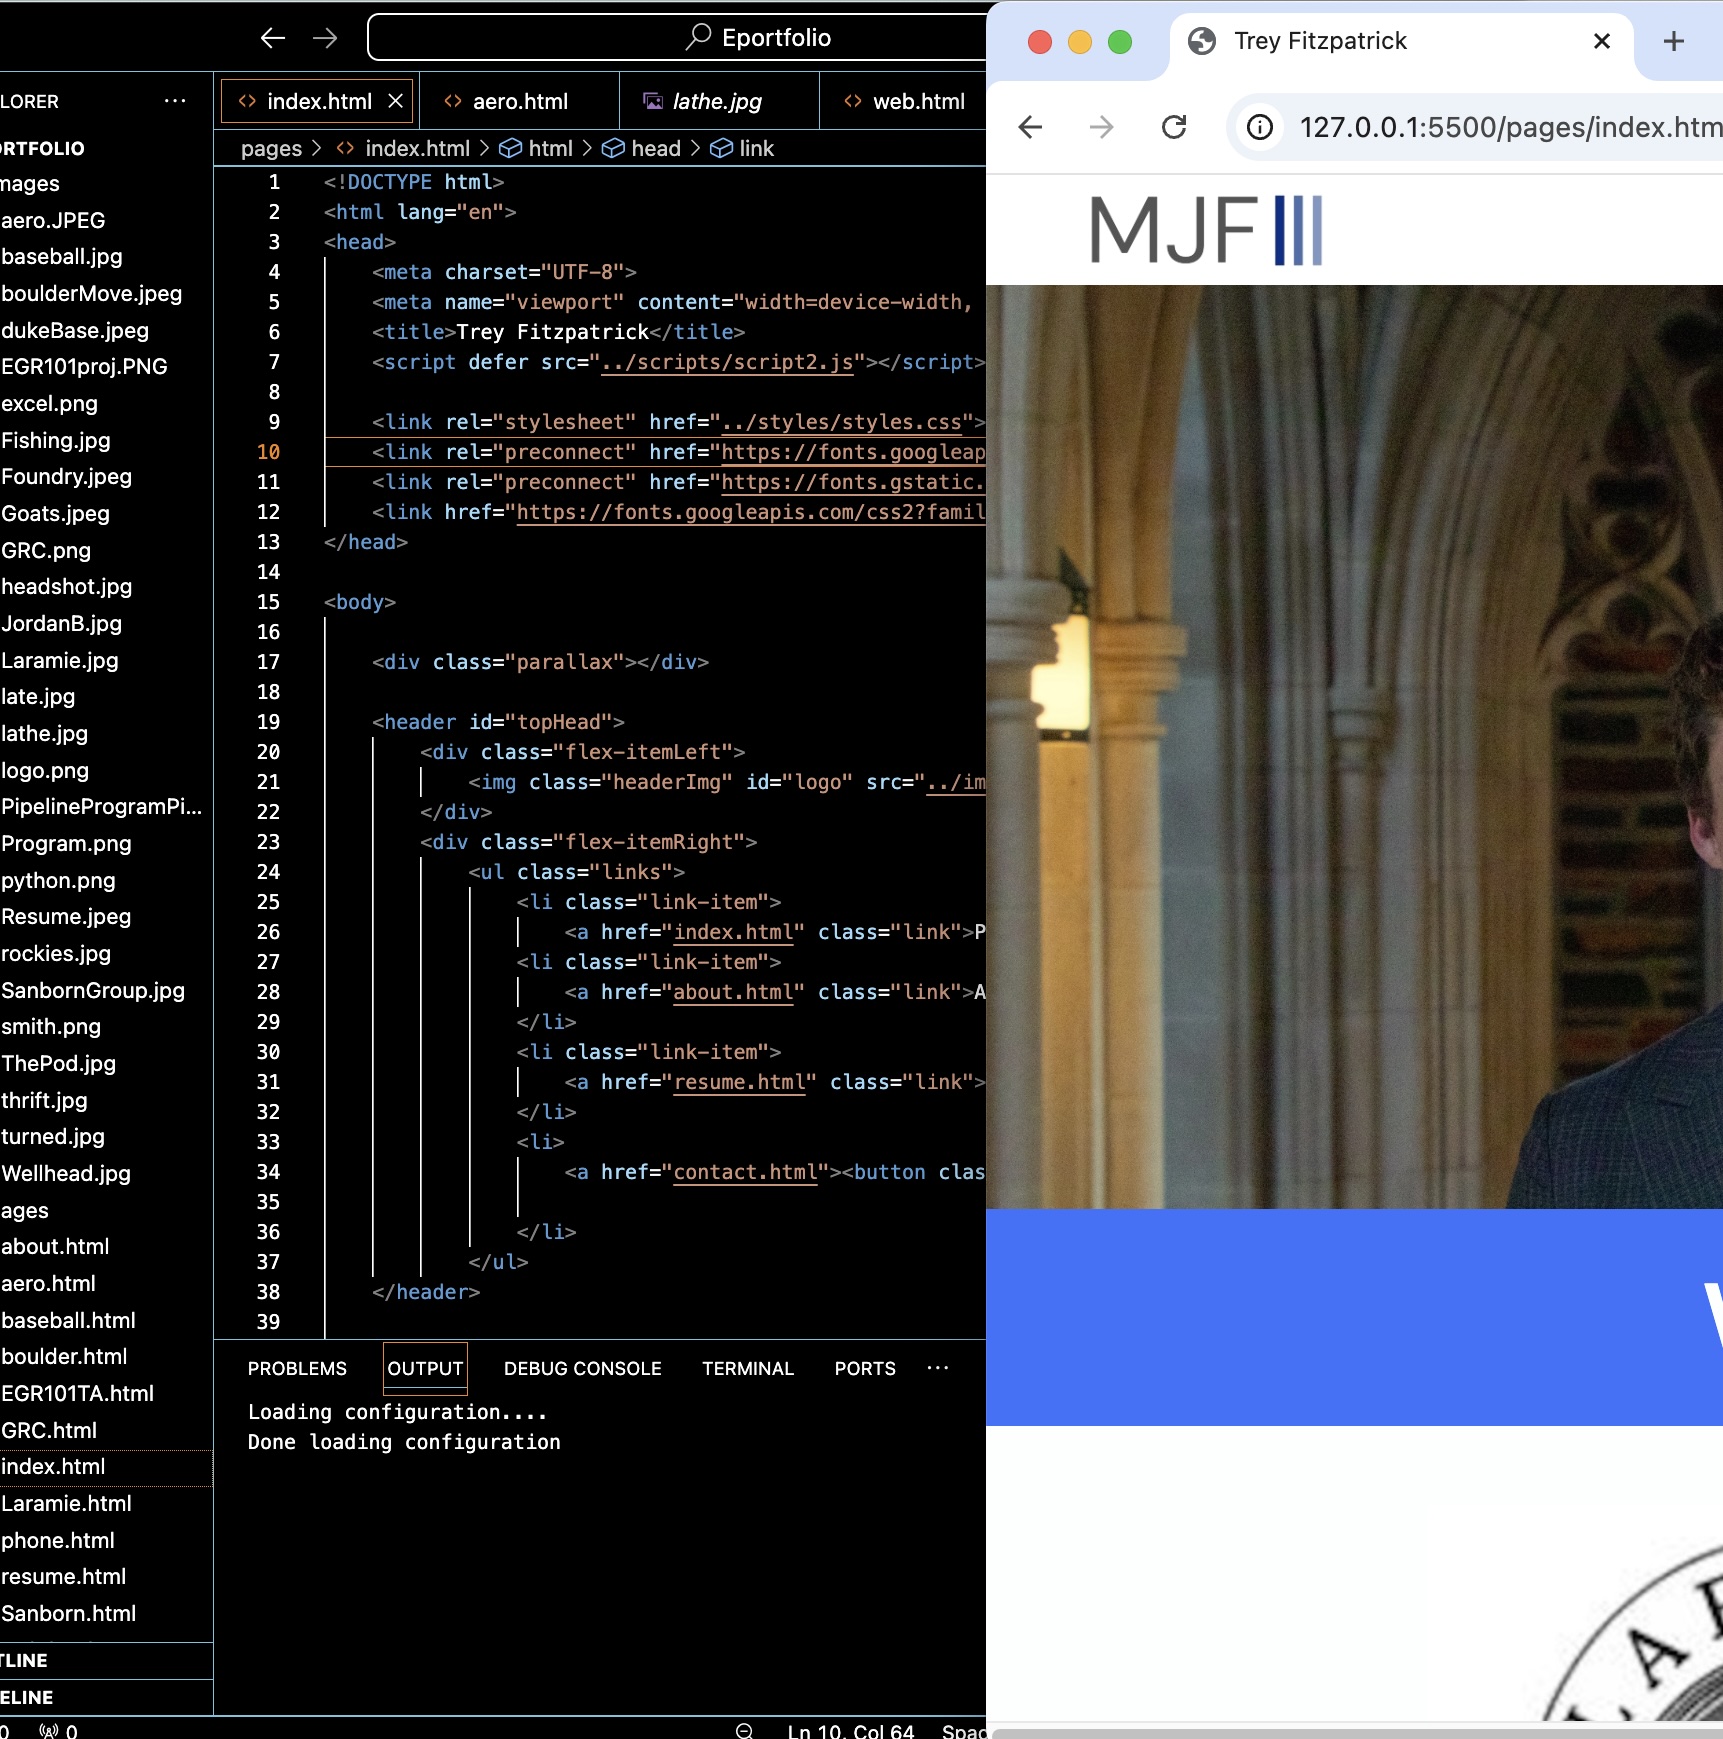 Eportfolio
LORER
index.html
aero.html
lathe.jpg
web.html
pages > index.html > html > head > link
RTFOLIO
mages
aero.JPEG
baseball.jpg
boulderMove.jpeg
dukeBase.jpeg
EGR101proj.PNG
excel.png
Fishing.jpg
Foundry.jpeg
Goats.jpeg
GRC.png
headshot.jpg
JordanB.jpg
Laramie.jpg
late.jpg
lathe.jpg
logo.png
PipelineProgramPi...
Program.png
python.png
Resume.jpeg
rockies.jpg
SanbornGroup.jpg
smith.png
ThePod.jpg
thrift.jpg
turned.jpg
Wellhead.jpg
ages
about.html
aero.html
baseball.html
boulder.html
EGR101TA.html
GRC.html
index.html
Laramie.html
phone.html
resume.html
Sanborn.html
TLINE
ELINE
1 <!DOCTYPE html>
2 <html lang="en">
3 <head>
4 <meta charset="UTF-8">
5 <meta name="viewport" content="width=device-width,
6 <title>Trey Fitzpatrick</title>
7 <script defer src="../scripts/script2.js"></script>
8
9 <link rel="stylesheet" href="../styles/styles.css">
10 <link rel="preconnect" href="https://fonts.googleap
11 <link rel="preconnect" href="https://fonts.gstatic.
12 <link href="https://fonts.googleapis.com/css2?famil
13 </head>
14
15 <body>
16
17 <div class="parallax"></div>
18
19 <header id="topHead">
20 <div class="flex-itemLeft">
21 <img class="headerImg" id="logo" src="../im
22 </div>
23 <div class="flex-itemRight">
24 <ul class="links">
25 <li class="link-item">
26 <a href="index.html" class="link">P
27 <li class="link-item">
28 <a href="about.html" class="link">A
29 </li>
30 <li class="link-item">
31 <a href="resume.html" class="link">
32 </li>
33 <li>
34 <a href="contact.html"><button clas
35
36 </li>
37 </ul>
38 </header>
39
PROBLEMS OUTPUT DEBUG CONSOLE TERMINAL PORTS
Loading configuration....
Done loading configuration
0 0 Ln 10, Col 64 Spac
Trey Fitzpatrick
127.0.0.1:5500/pages/index.htm
MJF
LA